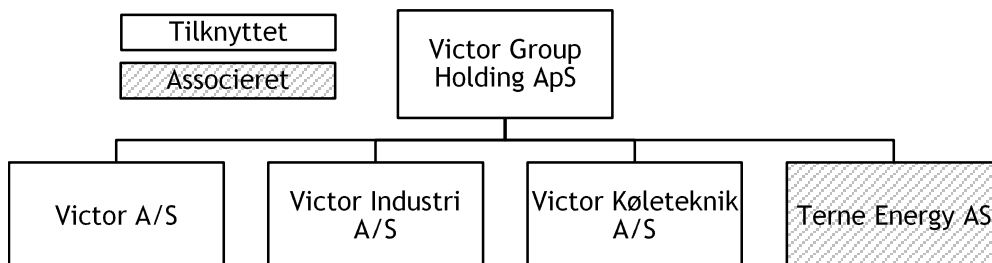 Tilknyttet
Associeret
Victor Group
Holding ApS
Victor A/S
Victor Industri
A/S
Victor Køleteknik
A/S
Terne Energy AS